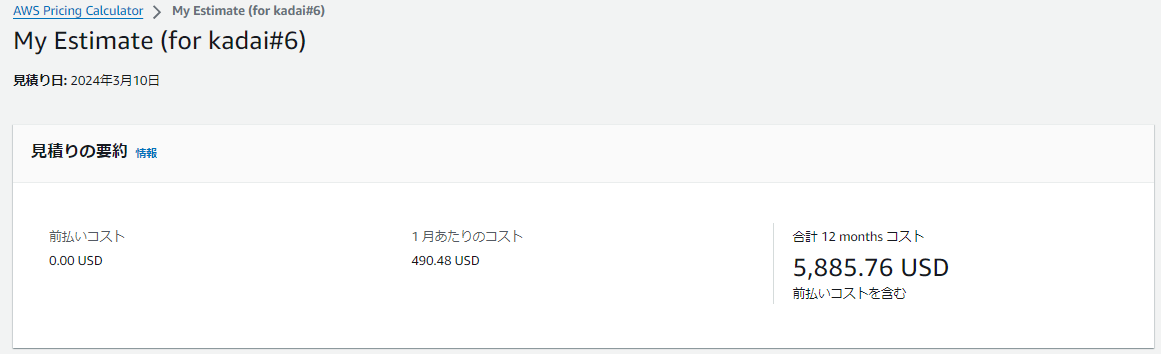 AWS Pricing Calculator > My Estimate (for kadai#6)
My Estimate (for kadai#6)
見積り日: 2024年3月10日
見積りの要約 情報
前払いコスト
0.00 USD
1 月あたりのコスト
490.48 USD
合計 12 months コスト
5,885.76 USD
前払いコストを含む